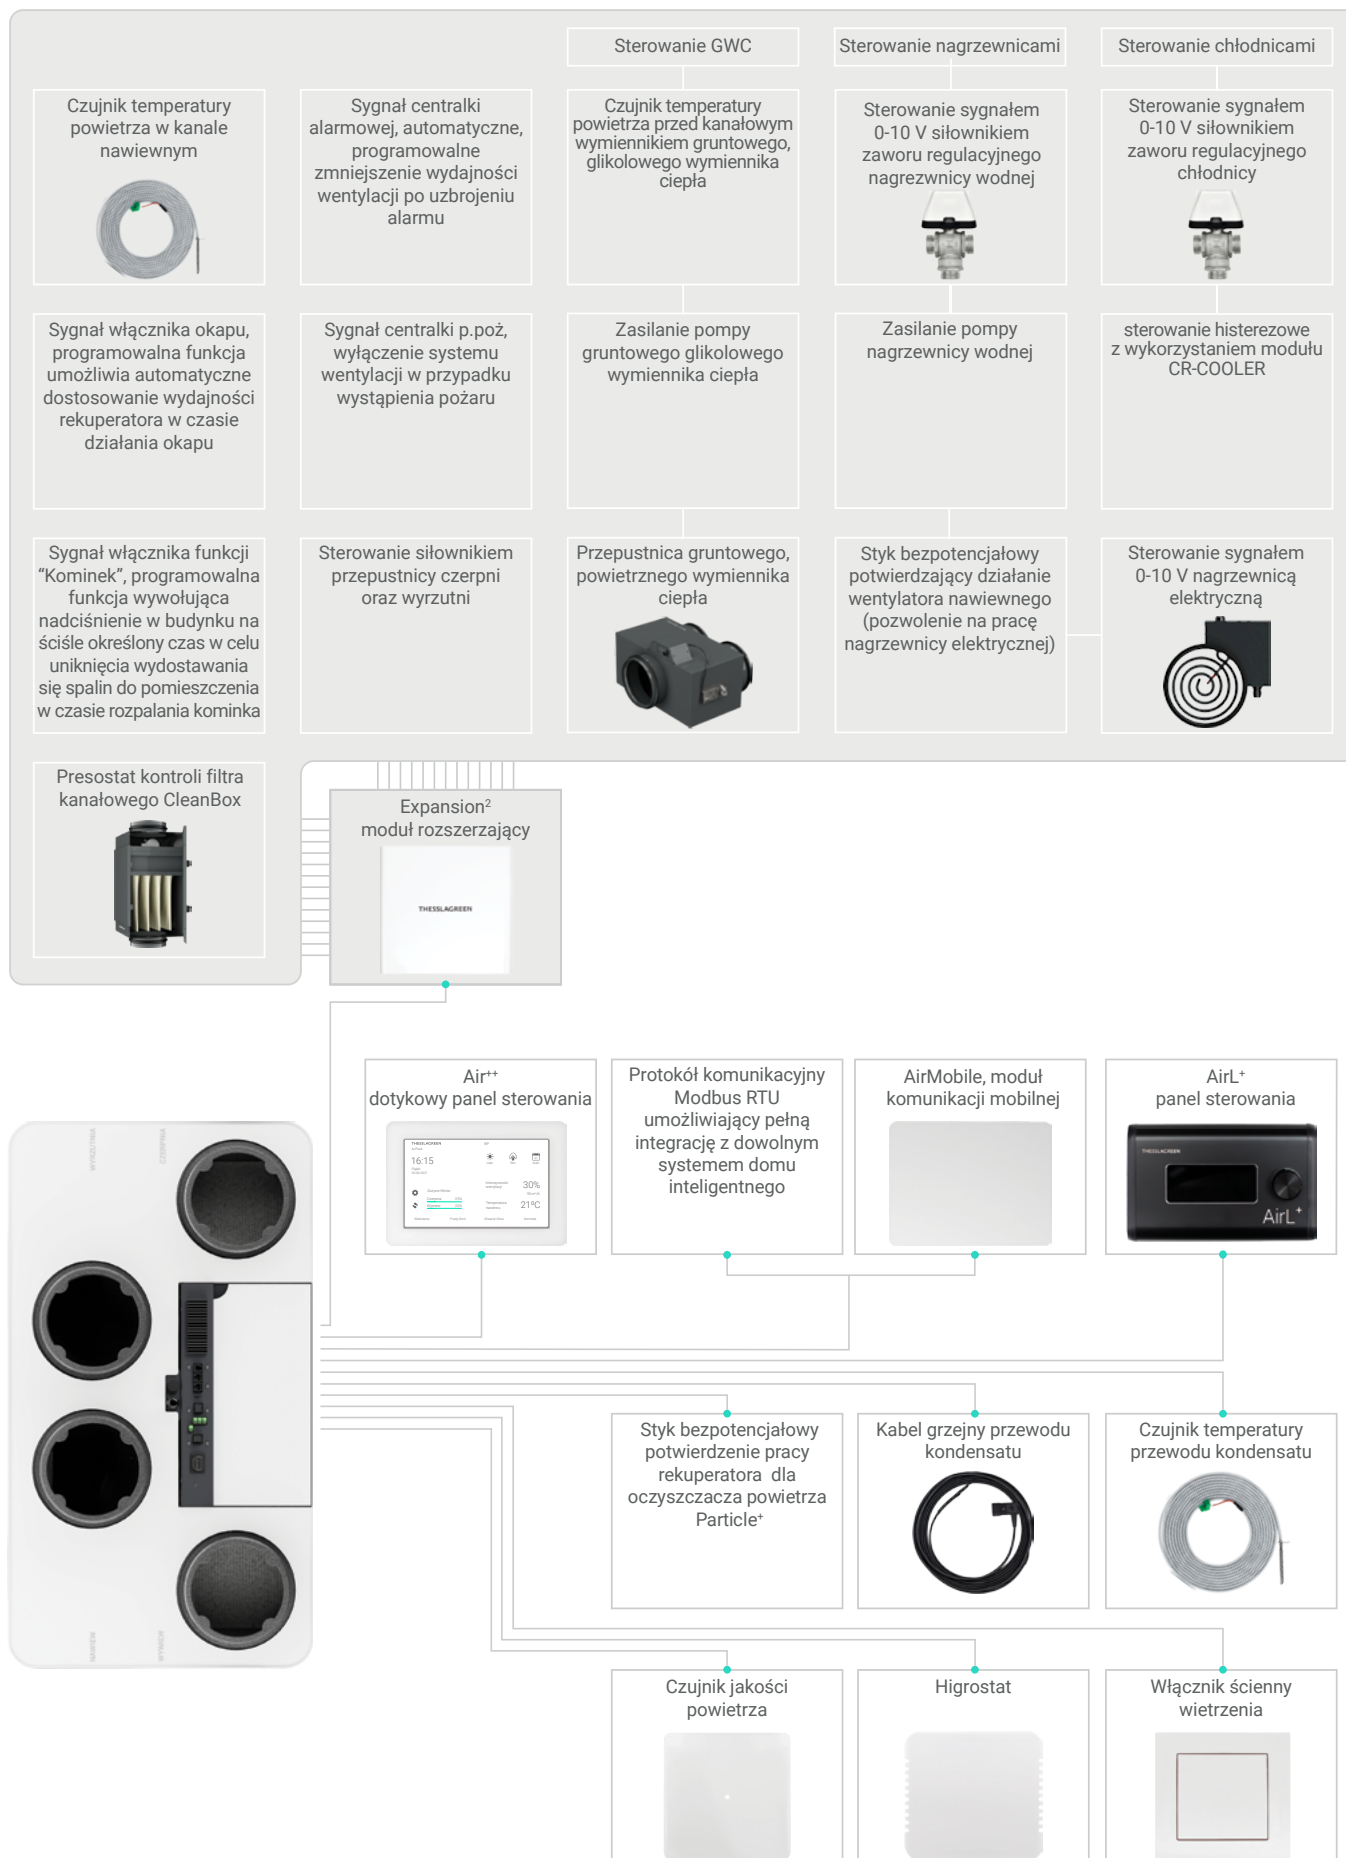 Sterowanie GWC
Sterowanie nagrzewnicami
Sterowanie chłodnicami
Czujnik temperatury
powietrza w kanale
nawiewnym
Sygnał centralki
alarmowej, automatyczne,
programowalne
zmniejszenie wydajności
wentylacji po uzbrojeniu
alarmu
Czujnik temperatury
powietrza przed kanałowym
wymiennikiem gruntowego,
glikolowego wymiennika
ciepła
Sterowanie sygnałem
0-10 V siłownikiem
zaworu regulacyjnego
nagrezwnicy wodnej
Sterowanie sygnałem
0-10 V siłownikiem
zaworu regulacyjnego
chłodnicy
Sygnał włącznika okapu,
programowalna funkcja
umożliwia automatyczne
dostosowanie wydajności
rekuperatora w czasie
działania okapu
Sygnał centralki p.poż,
wyłączenie systemu
wentylacji w przypadku
wystąpienia pożaru
Zasilanie pompy
gruntowego glikolowego
wymiennika ciepła
Zasilanie pompy
nagrzewnicy wodnej
sterowanie histerezowe
z wykorzystaniem modułu
CR-COOLER
Sygnał włącznika funkcji
“Kominek”, programowalna
funkcja wywołująca
nadciśnienie w budynku na
ściśle określony czas w celu
uniknięcia wydostawania
się spalin do pomieszczenia
w czasie rozpalania kominka
Sterowanie siłownikiem
przepustnicy czerpni
oraz wyrzutni
Przepustnica gruntowego,
powietrznego wymiennika
ciepła
Styk bezpotencjałowy
potwierdzający działanie
wentylatora nawiewnego
(pozwolenie na pracę
nagrzewnicy elektrycznej)
Sterowanie sygnałem
0-10 V nagrzewnicą
elektryczną
Presostat kontroli filtra
kanałowego CleanBox
Expansion²
moduł rozszerzający
THESSLAGREEN
Air⁺⁺
dotykowy panel sterowania
THESSLAGREEN
16:15
30%
21ºC
Protokół komunikacyjny
Modbus RTU
umożliwiający pełną
integrację z dowolnym
systemem domu
inteligentnego
AirMobile, moduł
komunikacji mobilnej
AirL⁺
panel sterowania
THESSLAGREEN
AirL⁺
WYRZUTNIA
CZERPNIA
NAWIEW
WYWIEW
Styk bezpotencjałowy
potwierdzenie pracy
rekuperatora dla
oczyszczacza powietrza
Particle⁺
Kabel grzejny przewodu
kondensatu
Czujnik temperatury
przewodu kondensatu
Czujnik jakości
powietrza
Higrostat
Włącznik ścienny
wietrzenia